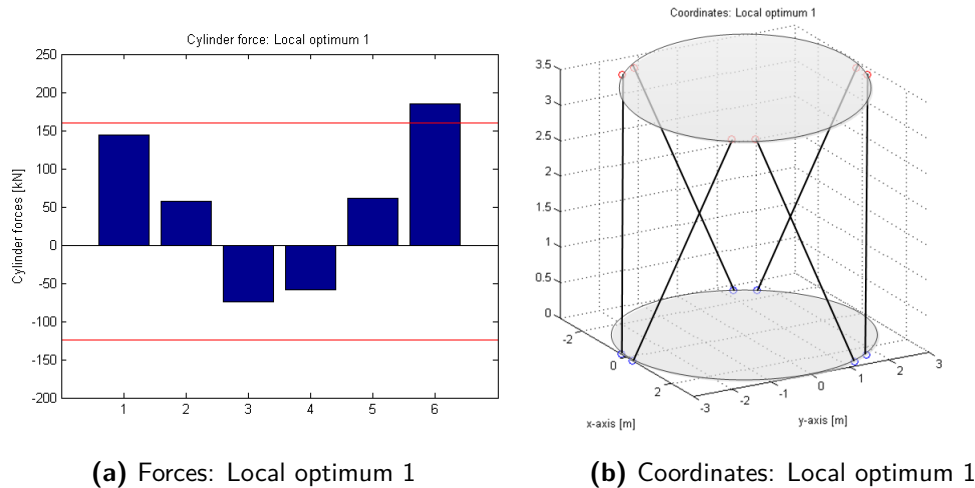 Cylinder force: Local optimum 1
250
200
150
100
50
0
-50
-100
-150
-200
Cylinder forces [kN]
1 2 3 4 5 6
Coordinates: Local optimum 1
3.5
3
2.5
2
1.5
1
0.5
0
-2
0
2
x-axis [m]
-3 -2 -1 0 1 2 3
y-axis [m]
(a) Forces: Local optimum 1
(b) Coordinates: Local optimum 1